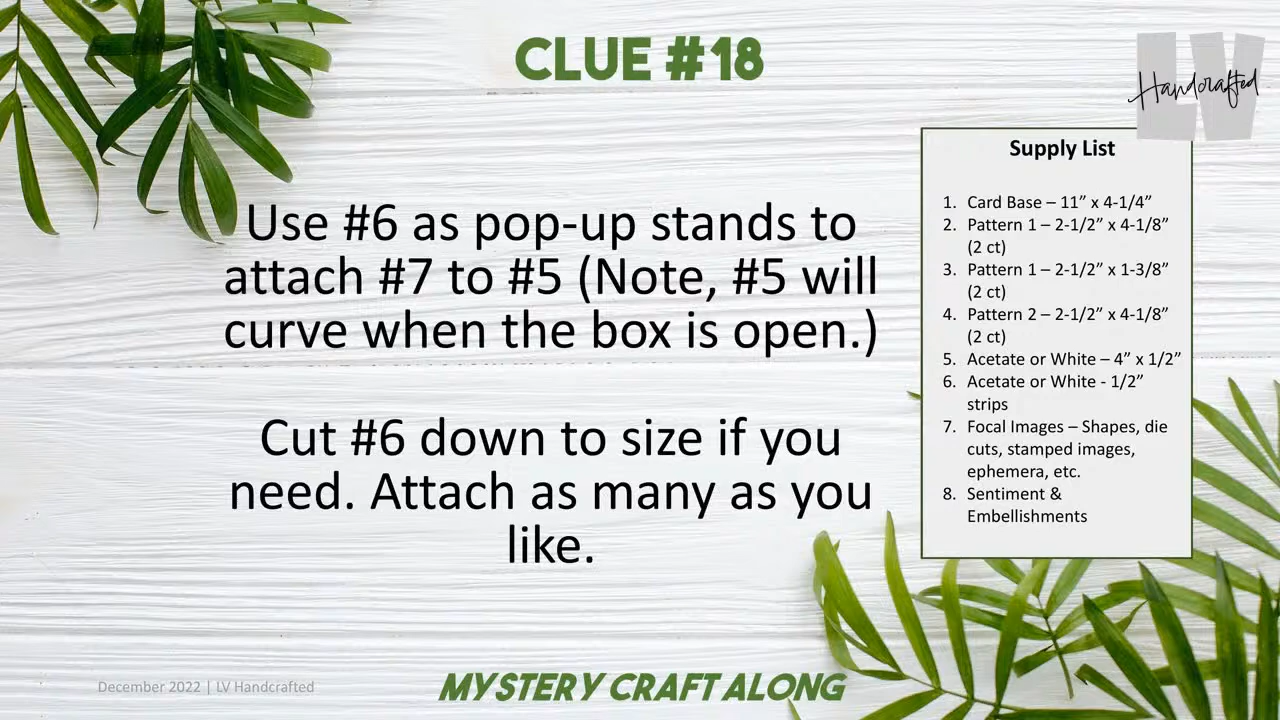 CLUE #18
Handcrafted
LV
Use #6 as pop-up stands to
attach #7 to #5 (Note, #5 will
curve when the box is open.)
Cut #6 down to size if you
need. Attach as many as you
like.
Supply List
1. Card Base – 11” x 4-1/4”
2. Pattern 1 – 2-1/2” x 4-1/8”
(2 ct)
3. Pattern 1 – 2-1/2” x 1-3/8”
(2 ct)
4. Pattern 2 – 2-1/2” x 4-1/8”
(2 ct)
5. Acetate or White – 4” x 1/2”
6. Acetate or White - 1/2”
strips
7. Focal Images – Shapes, die
cuts, stamped images,
ephemera, etc.
8. Sentiment &
Embellishments
December 2022 | LV Handcrafted
MYSTERY CRAFT ALONG